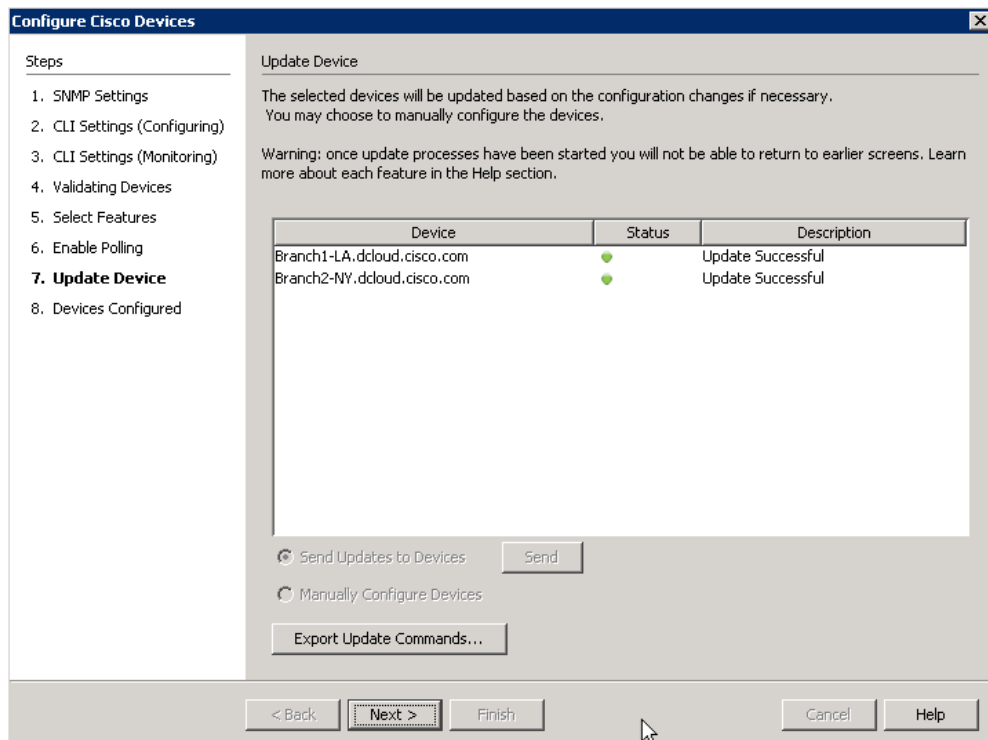 Configure Cisco Devices
Steps
1. SNMP Settings
2. CLI Settings (Configuring)
3. CLI Settings (Monitoring)
4. Validating Devices
5. Select Features
6. Enable Polling
7. Update Device
8. Devices Configured
Update Device
The selected devices will be updated based on the configuration changes if necessary.
You may choose to manually configure the devices.
Warning: once update processes have been started you will not be able to return to earlier screens. Learn
more about each feature in the Help section.
Device Status Description
Branch1-LA.dcloud.cisco.com Update Successful
Branch2-NY.dcloud.cisco.com Update Successful
Send Updates to Devices Send
Manually Configure Devices
Export Update Commands...
< Back Next > Finish Cancel Help